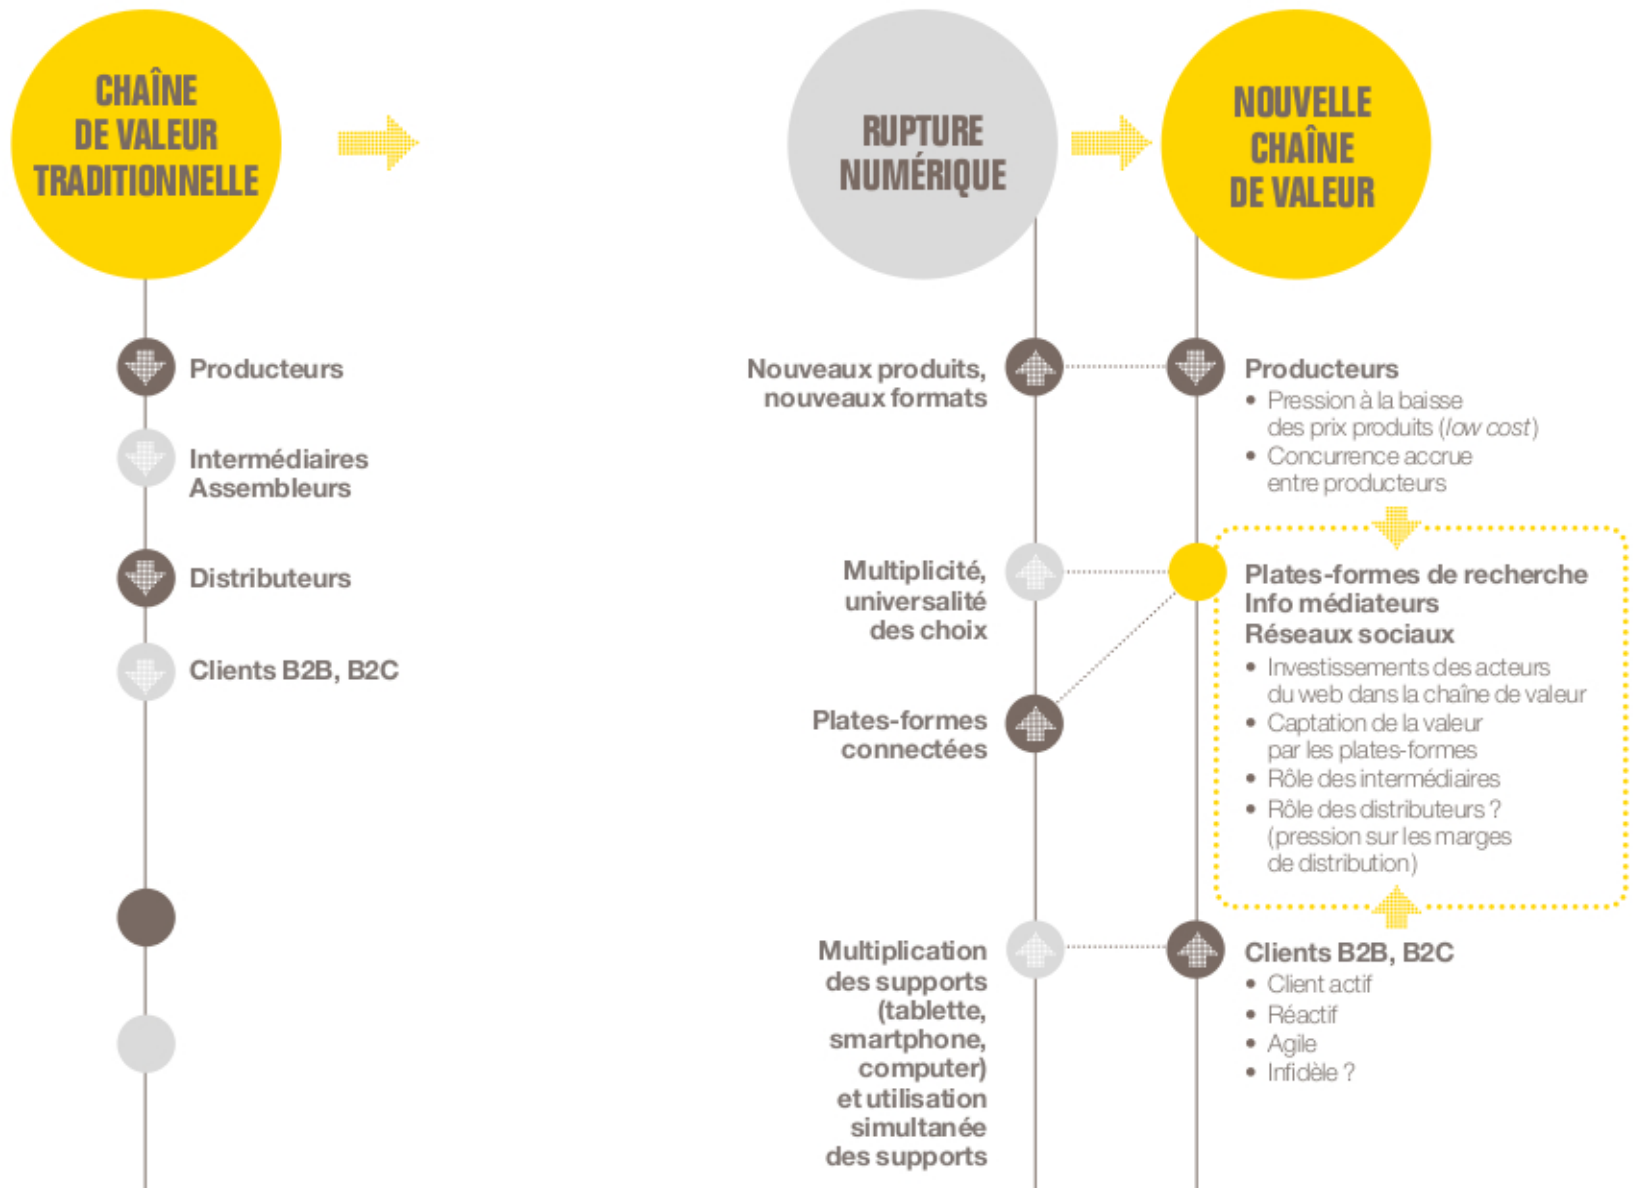 CHAÎNE
DE VALEUR
TRADITIONNELLE
Producteurs
Intermédiaires
Assembleurs
Distributeurs
Clients B2B, B2C
RUPTURE
NUMÉRIQUE
Nouveaux produits,
nouveaux formats
Multiplicité,
universalité
des choix
Plates-formes
connectées
Multiplication
des supports
(tablette,
smartphone,
computer)
et utilisation
simultanée
des supports
NOUVELLE
CHAÎNE
DE VALEUR
Producteurs
• Pression à la baisse
des prix produits (low cost)
• Concurrence accrue
entre producteurs
Plates-formes de recherche
Info médiateurs
Réseaux sociaux
• Investissements des acteurs
du web dans la chaîne de valeur
• Captation de la valeur
par les plates-formes
• Rôle des intermédiaires
• Rôle des distributeurs ?
(pression sur les marges
de distribution)
Clients B2B, B2C
• Client actif
• Réactif
• Agile
• Infidèle ?